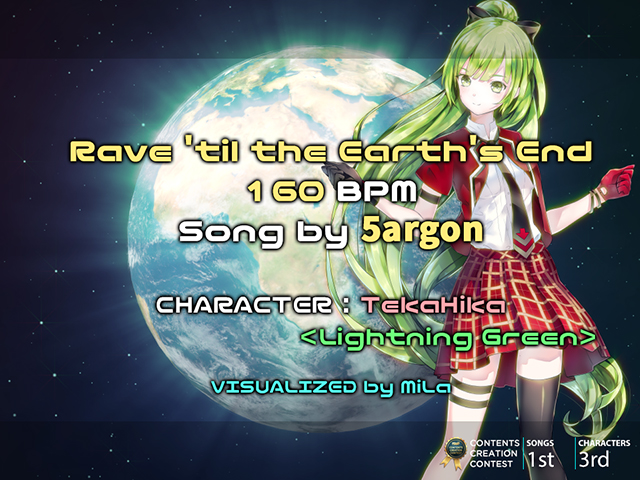 Rave 'til the Earth's End
160 BPM
Song by 5argon
CHARACTER : TekaHika
<Lightning Green>
VISUALIZED by MiLa
CONTENTS
CREATION
CONTEST
SONGS
1st
CHARACTERS
3rd